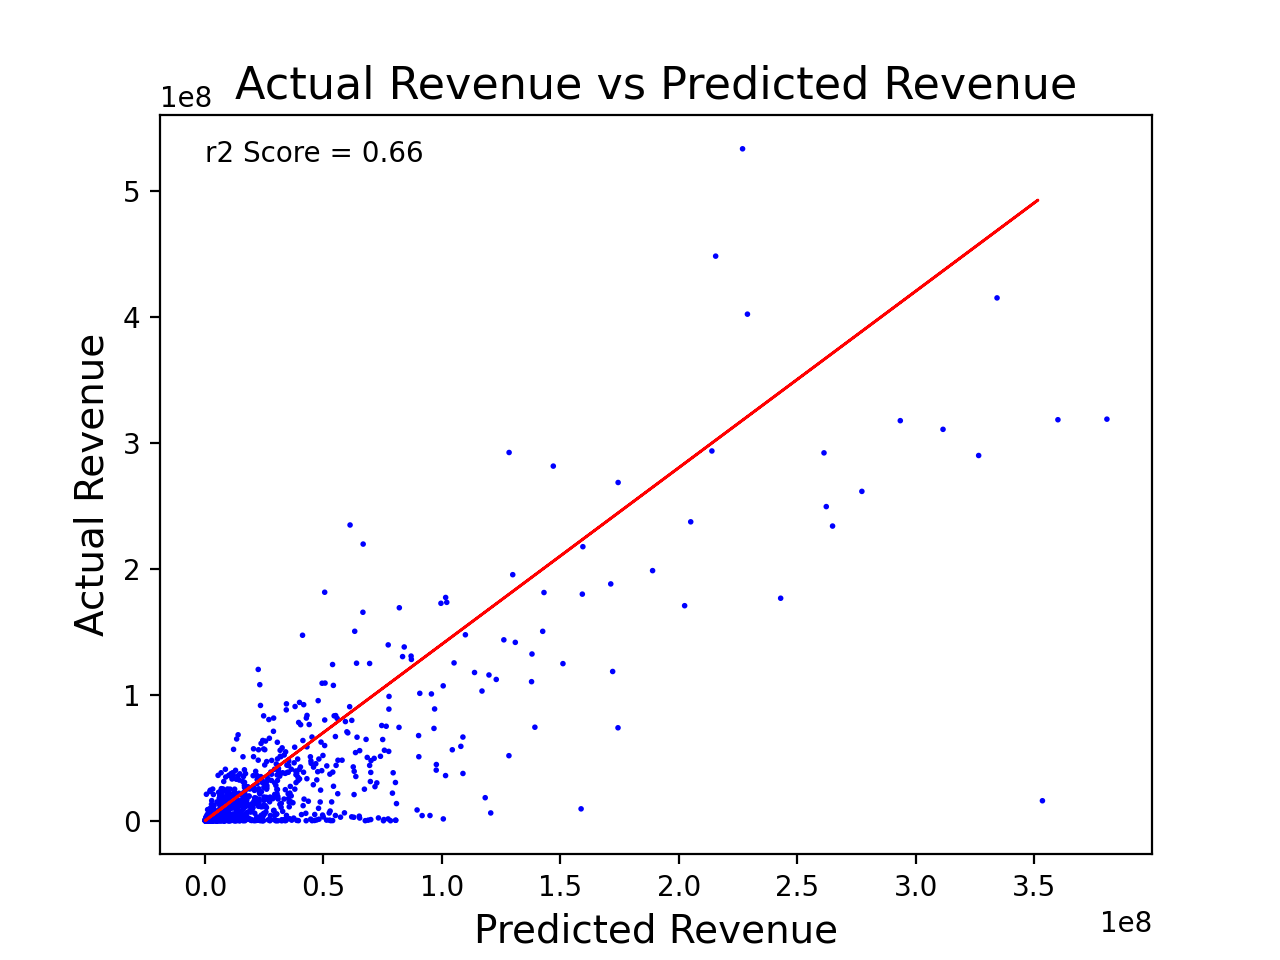 Actual Revenue vs Predicted Revenue
1e8
r2 Score = 0.66
5
4
3
2
1
0
Actual Revenue
0.0 0.5 1.0 1.5 2.0 2.5 3.0 3.5
1e8
Predicted Revenue